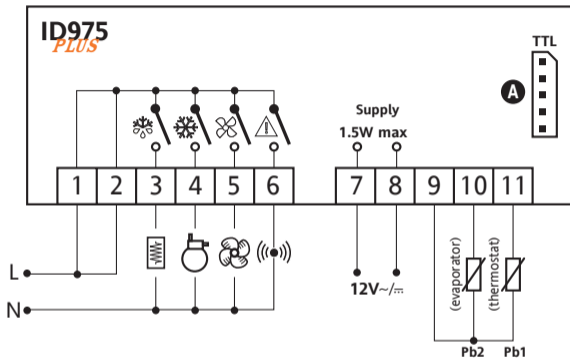 ID975
PLUS
TTL
A
Supply
1.5W max
1 2 3 4 5 6 7 8 9 10 11
L
N
12V~/⎓
(evaporator)
(thermostat)
Pb2 Pb1